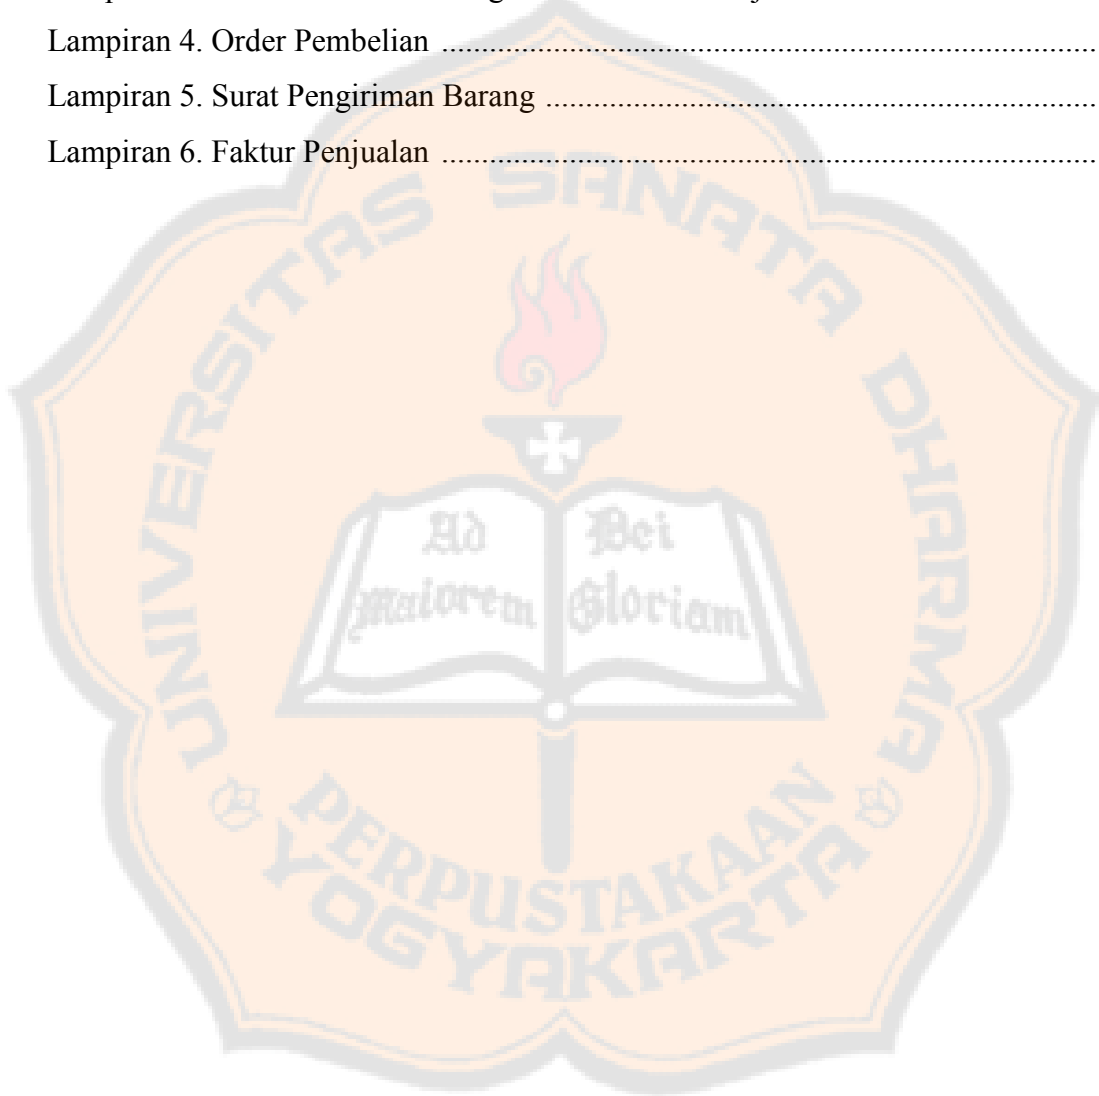 Lampiran 4. Order Pembelian ....................................................................................
Lampiran 5. Surat Pengiriman Barang ......................................................................
Lampiran 6. Faktur Penjualan ....................................................................................
UNIVERSITAS SANATA DHARMA
Ad Dei
Maiorem Gloriam
PERPUSTAKAAN
YOGYAKARTA